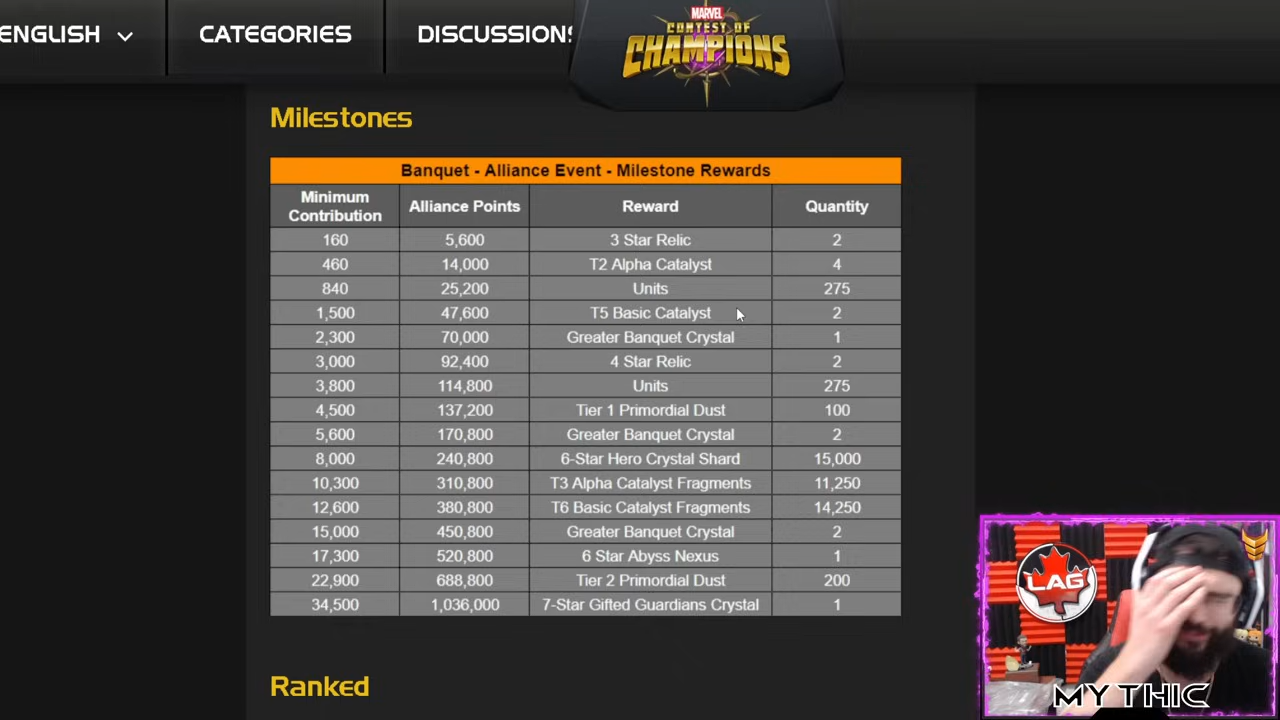 ENGLISH
CATEGORIES
DISCUSSIONS
MARVEL
CONTEST OF
CHAMPIONS
Milestones
Banquet - Alliance Event - Milestone Rewards
Minimum Contribution Alliance Points Reward Quantity
160 5,600 3 Star Relic 2
460 14,000 T2 Alpha Catalyst 4
840 25,200 Units 275
1,500 47,600 T5 Basic Catalyst 2
2,300 70,000 Greater Banquet Crystal 1
3,000 92,400 4 Star Relic 2
3,800 114,800 Units 275
4,500 137,200 Tier 1 Primordial Dust 100
5,600 170,800 Greater Banquet Crystal 2
8,000 240,800 6-Star Hero Crystal Shard 15,000
10,300 310,800 T3 Alpha Catalyst Fragments 11,250
12,600 380,800 T6 Basic Catalyst Fragments 14,250
15,000 450,800 Greater Banquet Crystal 2
17,300 520,800 6 Star Abyss Nexus 1
22,900 688,800 Tier 2 Primordial Dust 200
34,500 1,036,000 7-Star Gifted Guardians Crystal 1
Ranked
LAG
MYTHIC